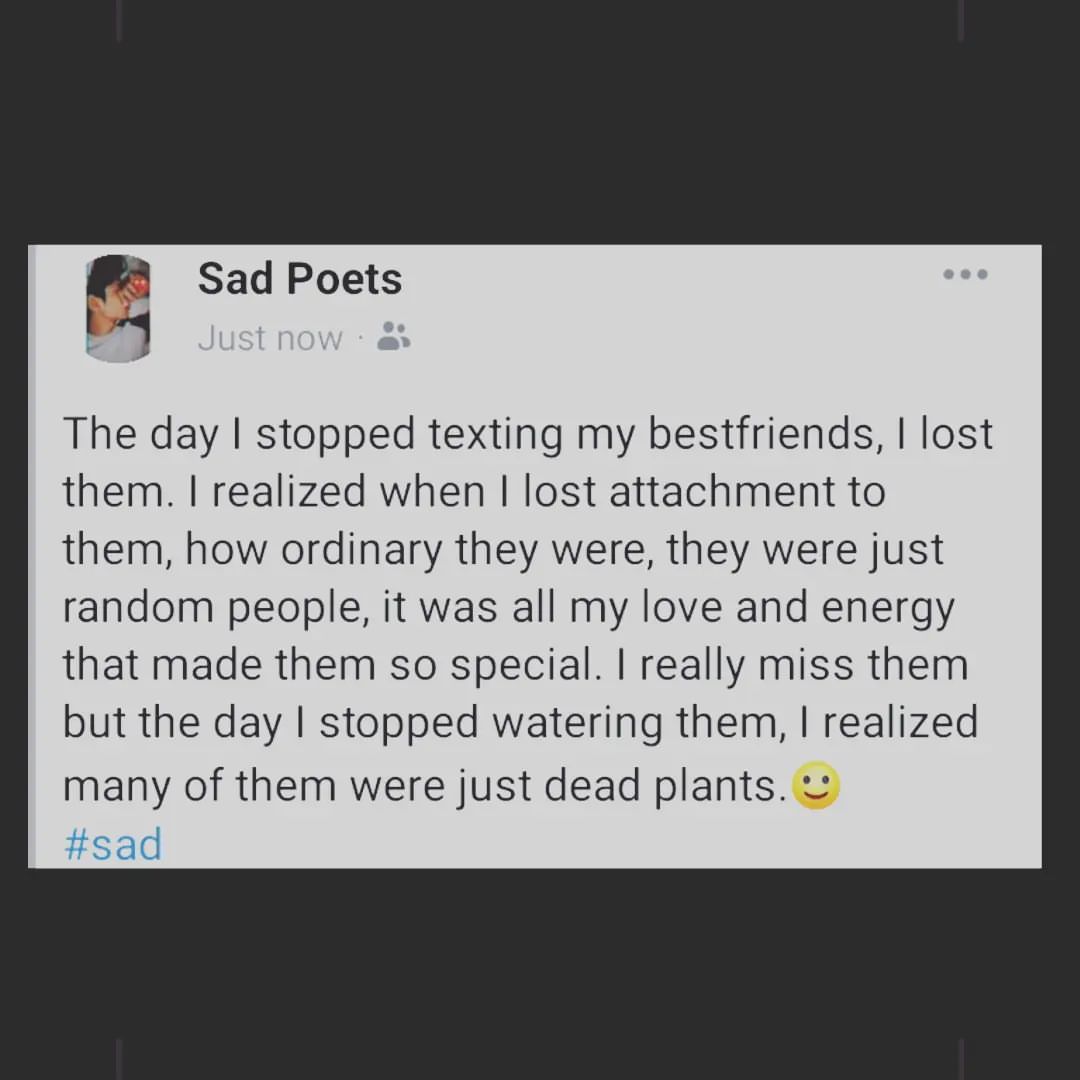 Sad Poets
Just now ·
The day I stopped texting my bestfriends, I lost
them. I realized when I lost attachment to
them, how ordinary they were, they were just
random people, it was all my love and energy
that made them so special. I really miss them
but the day I stopped watering them, I realized
many of them were just dead plants.🙂
#sad